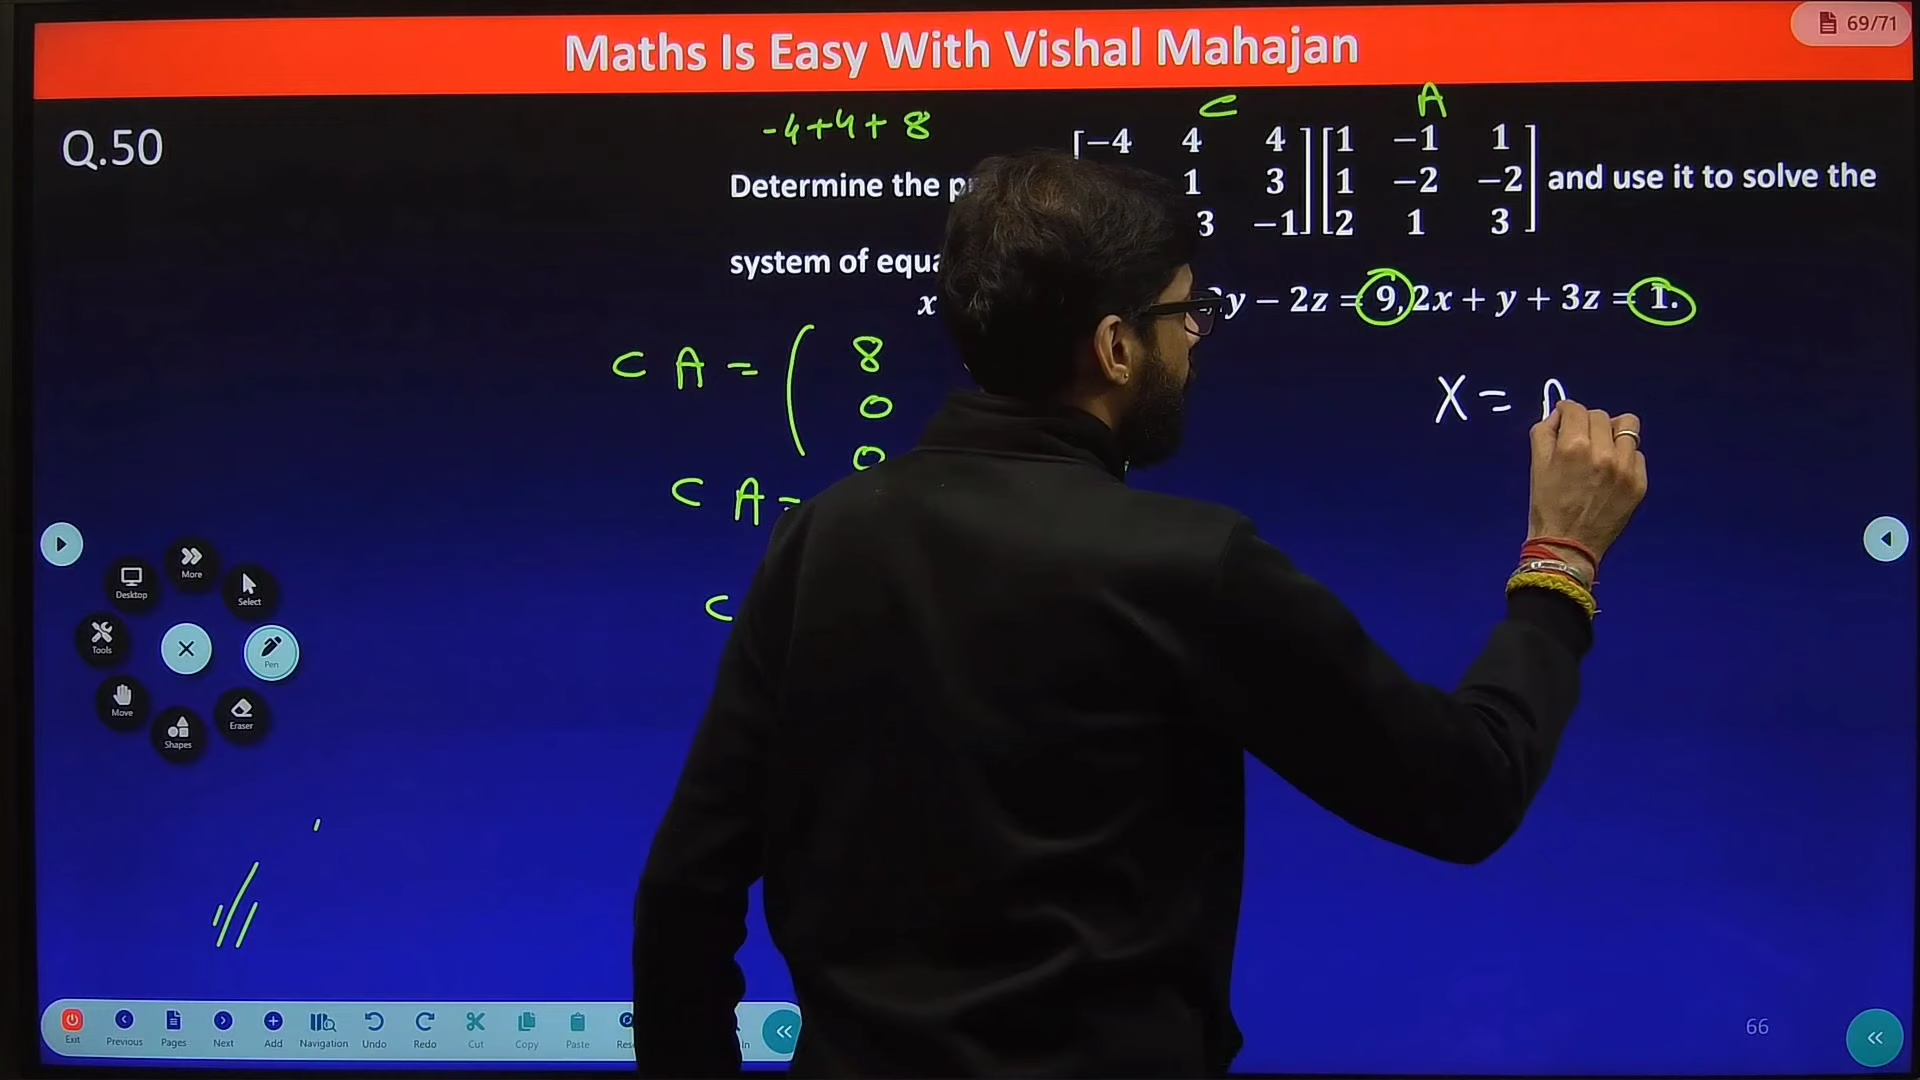 Maths Is Easy With Vishal Mahajan
69/71
Q.50
-4+4+8
C A
[−4 4 4] [1 −1 1]
Determine the 1 3 1 −2 −2 and use it to solve the
3 −1 2 1 3
system of
x y − 2z = 9, 2x + y + 3z = 1.
C A = ( 8
0
0
X =
C A =
C
More
Desktop
Select
Tools
Pen
Move
Eraser
Shapes
66
Exit Previous Pages Next Add Navigation Undo Redo Cut Copy Paste